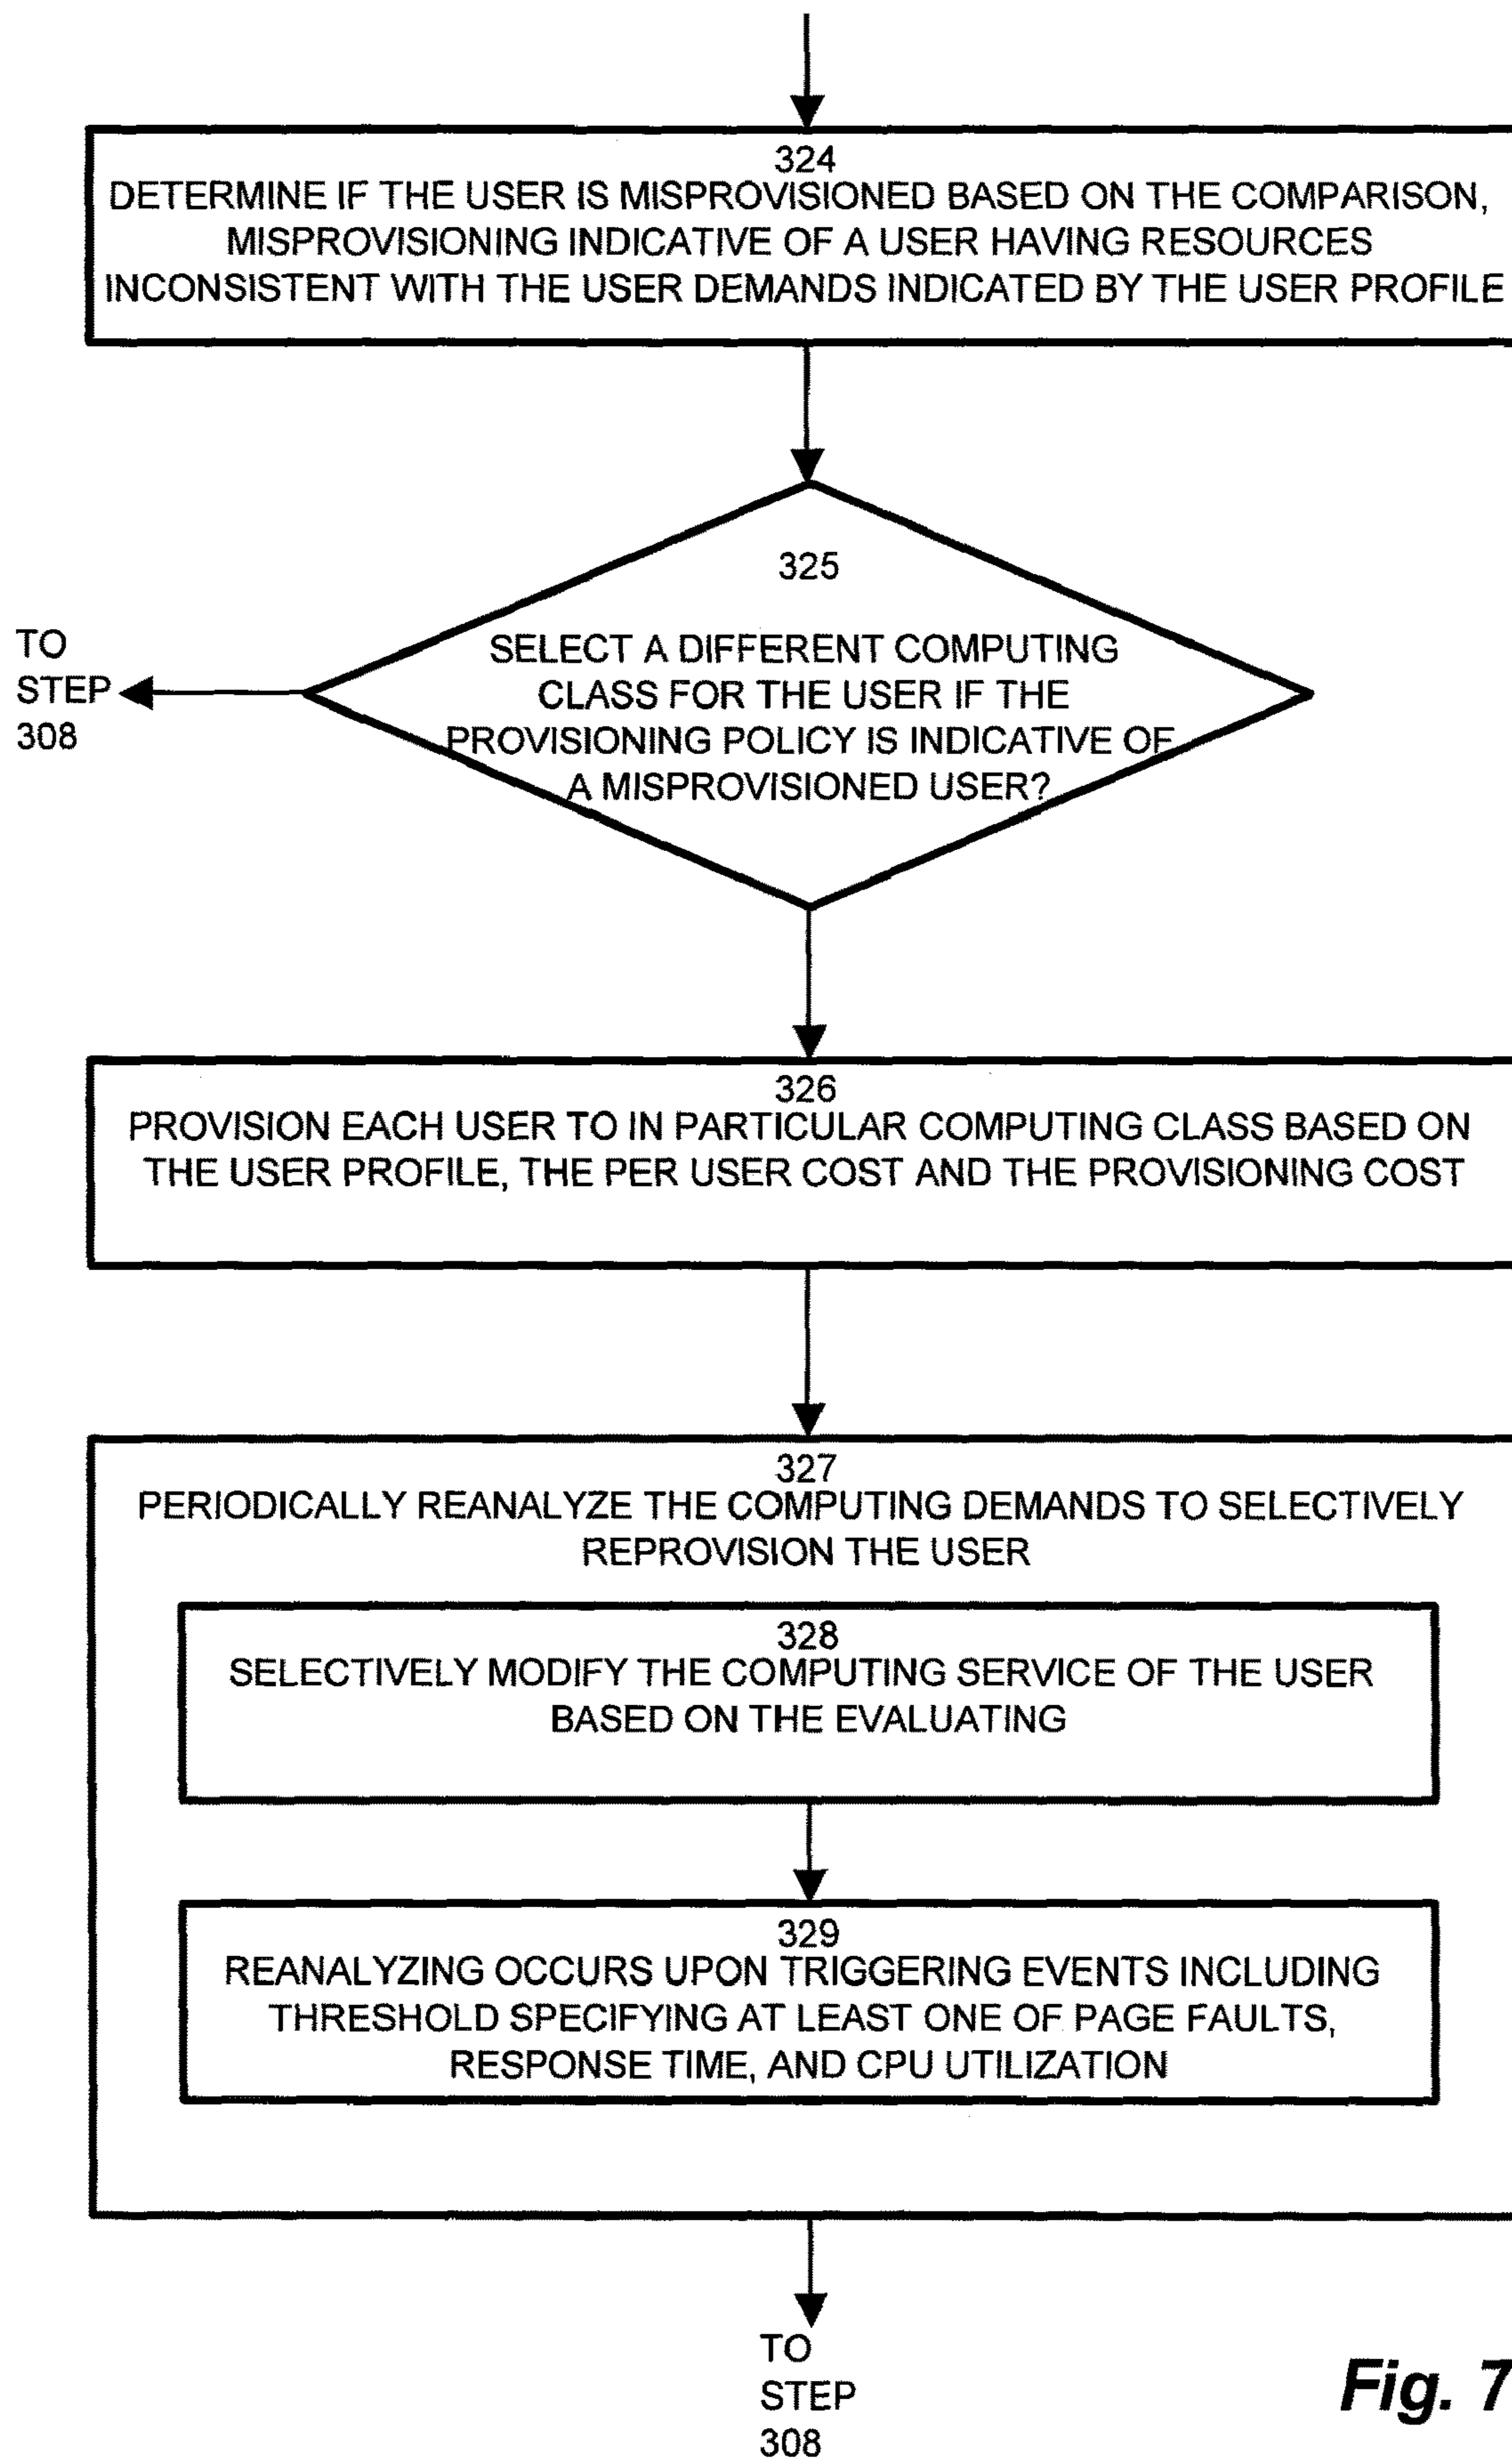 324
DETERMINE IF THE USER IS MISPROVISIONED BASED ON THE COMPARISON,
MISPROVISIONING INDICATIVE OF A USER HAVING RESOURCES
INCONSISTENT WITH THE USER DEMANDS INDICATED BY THE USER PROFILE
325
SELECT A DIFFERENT COMPUTING
CLASS FOR THE USER IF THE
PROVISIONING POLICY IS INDICATIVE OF
A MISPROVISIONED USER?
TO
STEP
308
326
PROVISION EACH USER TO IN PARTICULAR COMPUTING CLASS BASED ON
THE USER PROFILE, THE PER USER COST AND THE PROVISIONING COST
327
PERIODICALLY REANALYZE THE COMPUTING DEMANDS TO SELECTIVELY
REPROVISION THE USER
328
SELECTIVELY MODIFY THE COMPUTING SERVICE OF THE USER
BASED ON THE EVALUATING
329
REANALYZING OCCURS UPON TRIGGERING EVENTS INCLUDING
THRESHOLD SPECIFYING AT LEAST ONE OF PAGE FAULTS,
RESPONSE TIME, AND CPU UTILIZATION
TO
STEP
308
Fig. 7